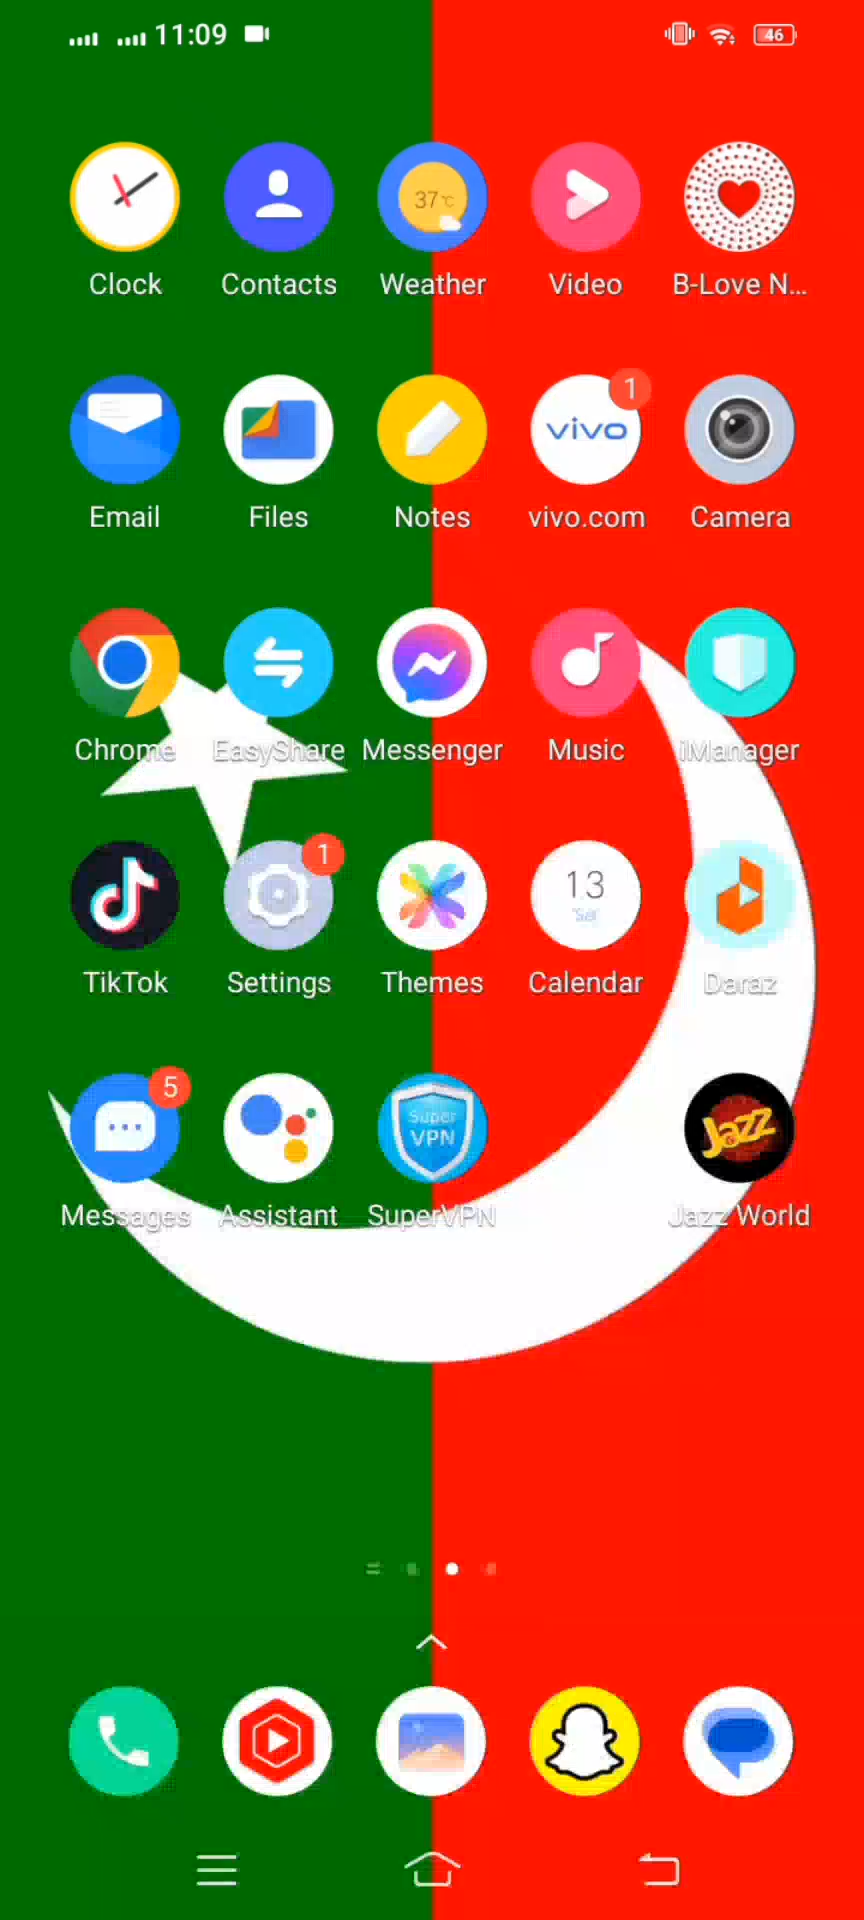 11:09
46
37°C
Clock Contacts Weather Video B-Love N...
vivo
1
Email Files Notes vivo.com Camera
Chrome EasyShare Messenger Music iManager
1
13
Sat
TikTok Settings Themes Calendar Daraz
5
Super
VPN
Jazz
Messages Assistant SuperVPN Jazz World